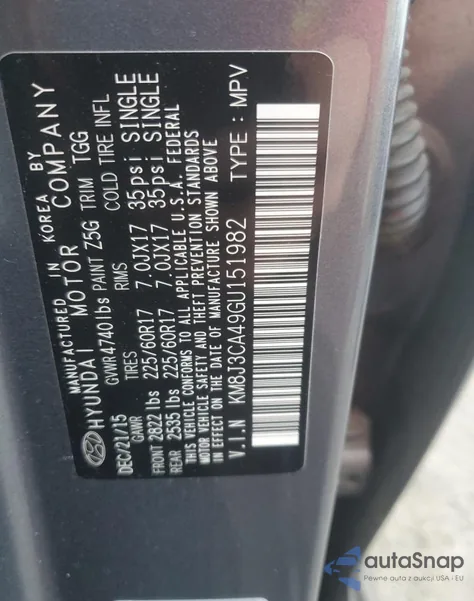 MANUFACTURED IN KOREA BY
HYUNDAI MOTOR COMPANY
DEC/21/15 GVWR 4740lbs PAINT Z5G TRIM TGG
GAWR TIRES RIMS COLD TIRE INFL
FRONT 2822 lbs 225/60R17 7.0JX17 35psi SINGLE
REAR 2535 lbs 225/60R17 7.0JX17 35psi SINGLE
THIS VEHICLE CONFORMS TO ALL APPLICABLE U.S.A. FEDERAL
MOTOR VEHICLE SAFETY AND THEFT PREVENTION STANDARDS
IN EFFECT ON THE DATE OF MANUFACTURE SHOWN ABOVE
V.I.N KM8J3CA49GU151982 TYPE : MPV
autaSnap
Pewne auta z aukcji USA i EU